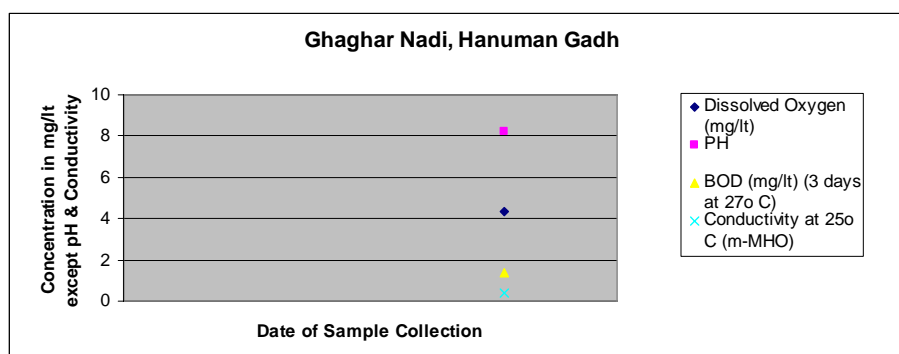 Ghaghar Nadi, Hanuman Gadh
Concentration in mg/lt
except pH & Conductivity
10
8
6
4
2
0
Date of Sample Collection
Dissolved Oxygen
(mg/lt)
PH
BOD (mg/lt) (3 days
at 27o C)
Conductivity at 25o
C (m-MHO)